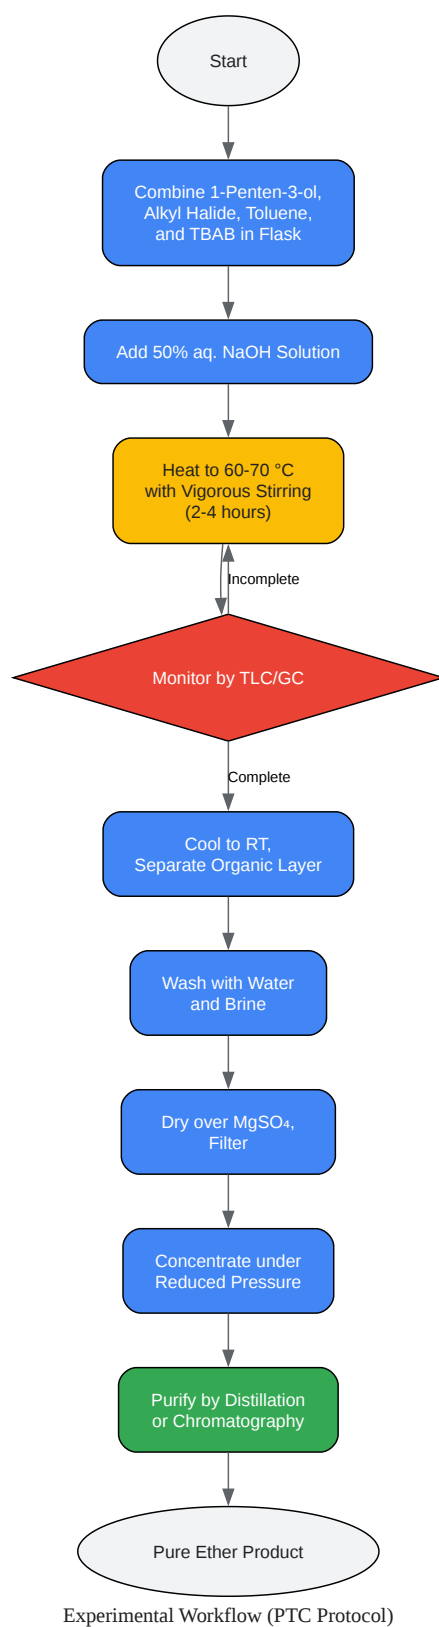 Start
Combine 1-Penten-3-ol,
Alkyl Halide, Toluene,
and TBAB in Flask
Add 50% aq. NaOH Solution
Heat to 60-70 °C
with Vigorous Stirring
(2-4 hours)
Incomplete
Monitor by TLC/GC
Complete
Cool to RT,
Separate Organic Layer
Wash with Water
and Brine
Dry over MgSO₄,
Filter
Concentrate under
Reduced Pressure
Purify by Distillation
or Chromatography
Pure Ether Product
Experimental Workflow (PTC Protocol)